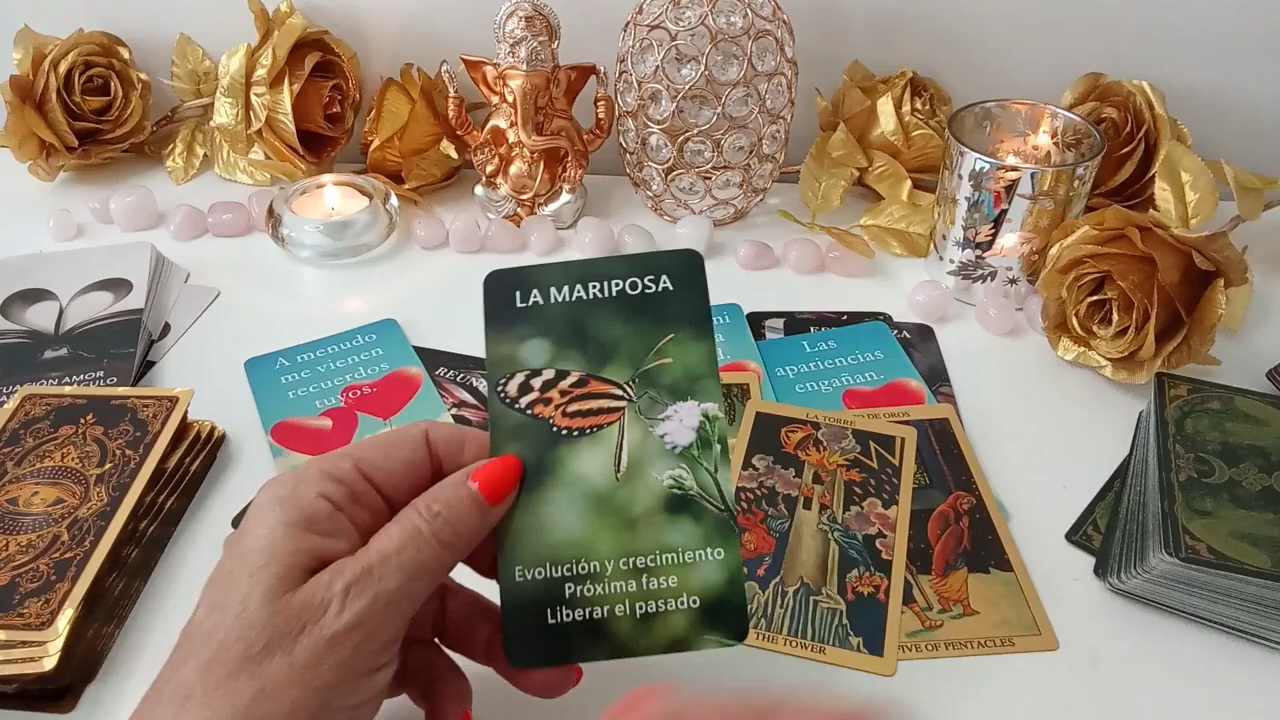 LA MARIPOSA
Evolución y crecimiento
Próxima fase
Liberar el pasado
A menudo
me vienen
recuerdos
tuyos.
Las
apariencias
engañan.
LA TORRE
THE TOWER
O DE OROS
FIVE OF PENTACLES